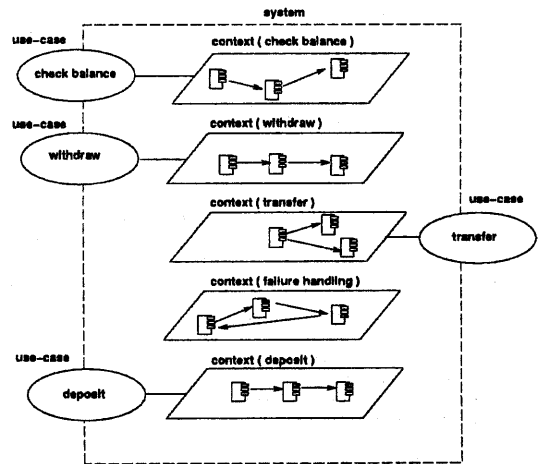 system
use-case
context ( check balance )
check balance
use-case
context ( withdraw )
withdraw
context ( transfer )
use-case
transfer
context ( failure handling )
use-case
context ( deposit )
deposit